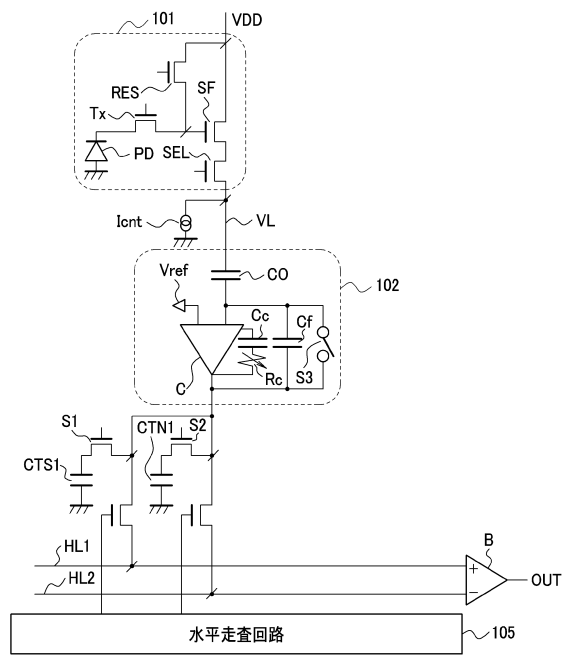 101
VDD
RES
SF
Tx
PD
SEL
Icnt
VL
CO
102
Vref
Cc
Cf
S3
C
Rc
S1
CTN1
S2
CTS1
HL1
HL2
B
+
−
OUT
水平走査回路
105